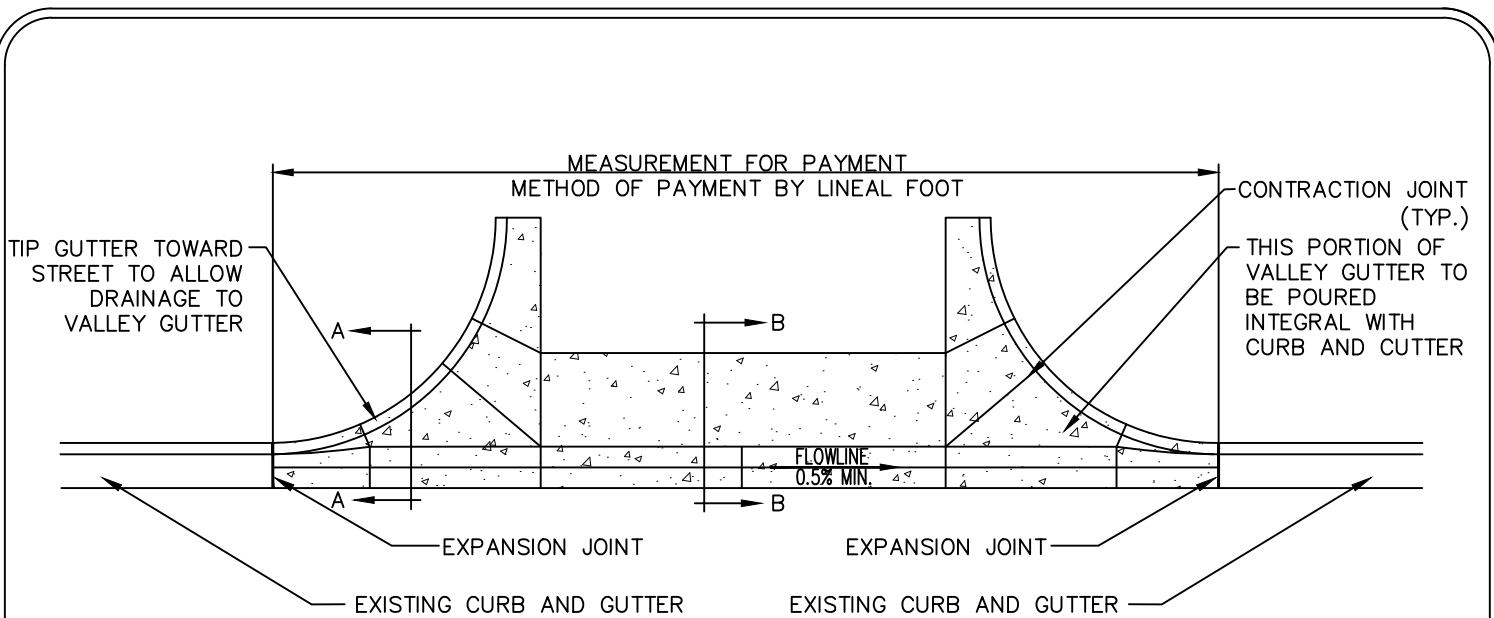 MEASUREMENT FOR PAYMENT
METHOD OF PAYMENT BY LINEAL FOOT
CONTRACTION JOINT
(TYP.)
TIP GUTTER TOWARD
STREET TO ALLOW
DRAINAGE TO
VALLEY GUTTER
THIS PORTION OF
VALLEY GUTTER TO
BE POURED
INTEGRAL WITH
CURB AND CUTTER
A
B
FLOWLINE
0.5% MIN.
A
B
EXPANSION JOINT
EXPANSION JOINT
EXISTING CURB AND GUTTER
EXISTING CURB AND GUTTER